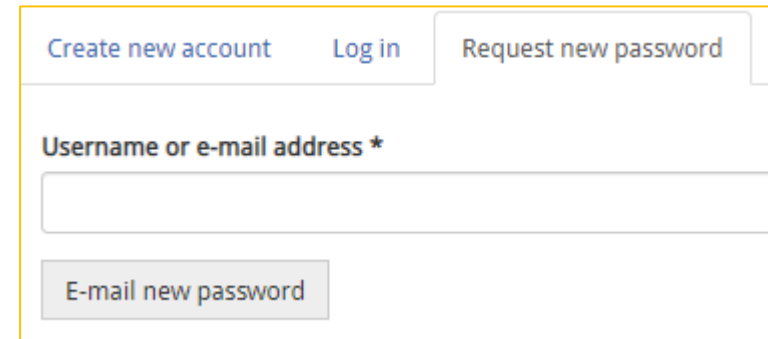 Create new account Log in Request new password
Username or e-mail address *
E-mail new password